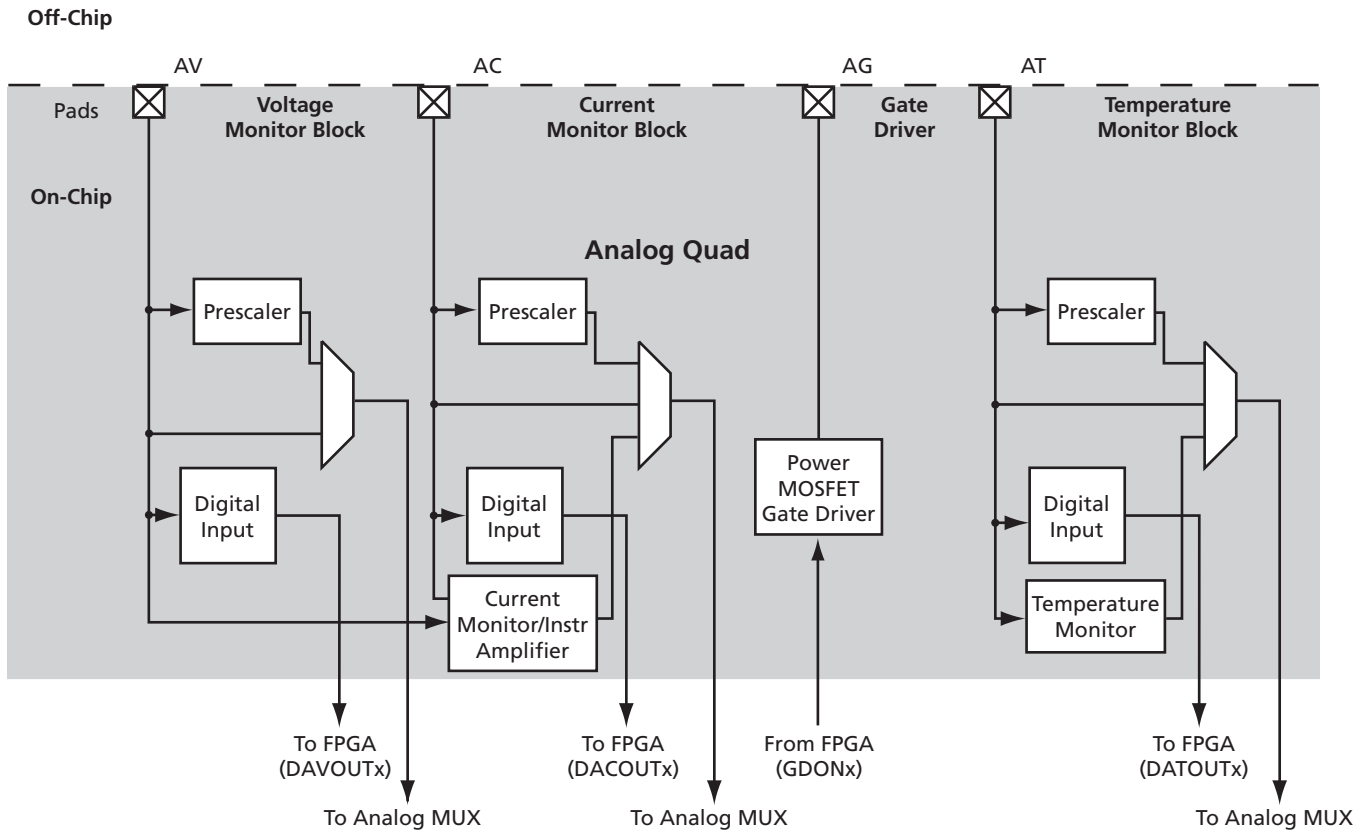 Off-Chip
AV
AC
AG
AT
Pads
Voltage
Monitor Block
Current
Monitor Block
Gate
Driver
Temperature
Monitor Block
On-Chip
Analog Quad
Prescaler
Prescaler
Prescaler
Digital
Input
Digital
Input
Power
MOSFET
Gate Driver
Digital
Input
Current
Monitor/Instr
Amplifier
Temperature
Monitor
To FPGA
(DAVOUTx)
To FPGA
(DACOUTx)
From FPGA
(GDONx)
To FPGA
(DATOUTx)
To Analog MUX
To Analog MUX
To Analog MUX